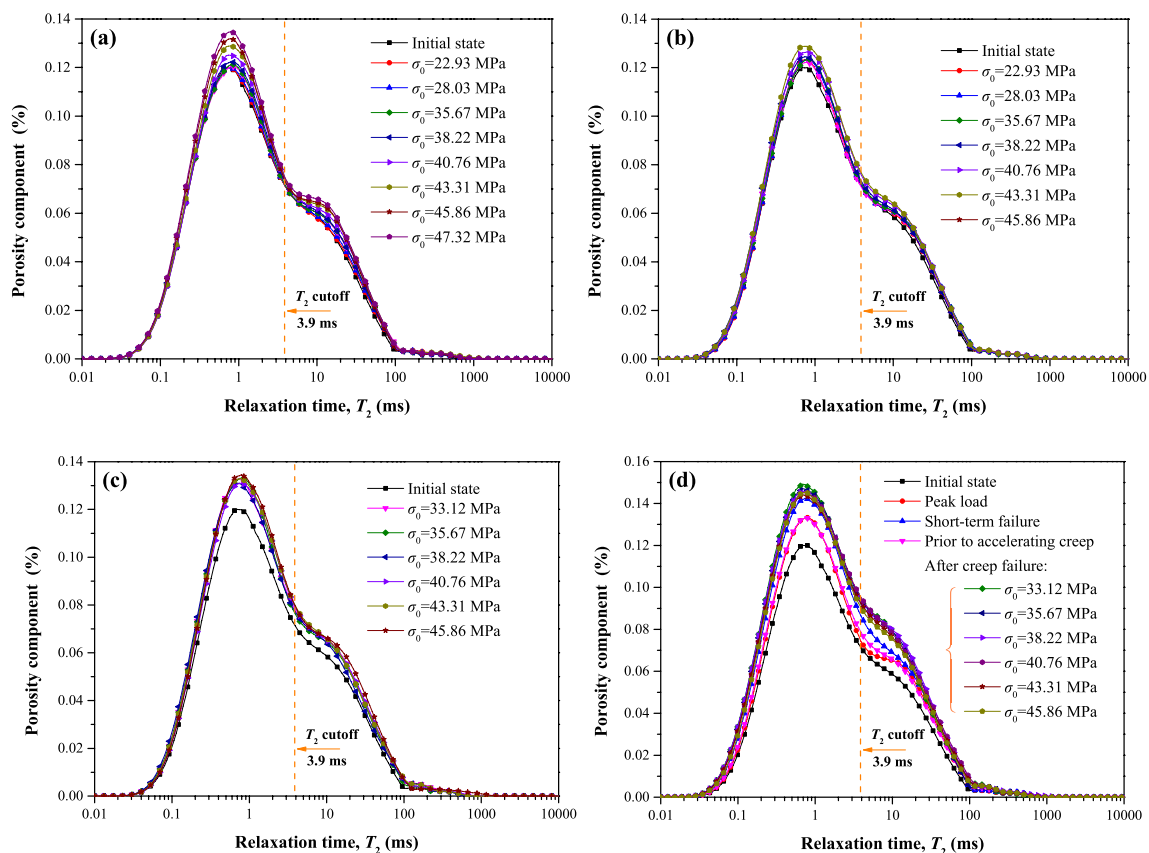 (a)
Porosity component (%)
0.14
0.12
0.10
0.08
0.06
0.04
0.02
0.00
Initial state
σ0=22.93 MPa
σ0=28.03 MPa
σ0=35.67 MPa
σ0=38.22 MPa
σ0=40.76 MPa
σ0=43.31 MPa
σ0=45.86 MPa
σ0=47.32 MPa
T2 cutoff
3.9 ms
0.01 0.1 1 10 100 1000 10000
Relaxation time, T2 (ms)
(b)
Porosity component (%)
0.14
0.12
0.10
0.08
0.06
0.04
0.02
0.00
Initial state
σ0=22.93 MPa
σ0=28.03 MPa
σ0=35.67 MPa
σ0=38.22 MPa
σ0=40.76 MPa
σ0=43.31 MPa
σ0=45.86 MPa
T2 cutoff
3.9 ms
0.01 0.1 1 10 100 1000 10000
Relaxation time, T2 (ms)
(c)
Porosity component (%)
0.14
0.12
0.10
0.08
0.06
0.04
0.02
0.00
Initial state
σ0=33.12 MPa
σ0=35.67 MPa
σ0=38.22 MPa
σ0=40.76 MPa
σ0=43.31 MPa
σ0=45.86 MPa
T2 cutoff
3.9 ms
0.01 0.1 1 10 100 1000 10000
Relaxation time, T2 (ms)
(d)
Porosity component (%)
0.16
0.14
0.12
0.10
0.08
0.06
0.04
0.02
0.00
Initial state
Peak load
Short-term failure
Prior to accelerating creep
After creep failure:
σ0=33.12 MPa
σ0=35.67 MPa
σ0=38.22 MPa
σ0=40.76 MPa
σ0=43.31 MPa
σ0=45.86 MPa
T2 cutoff
3.9 ms
0.01 0.1 1 10 100 1000 10000
Relaxation time, T2 (ms)